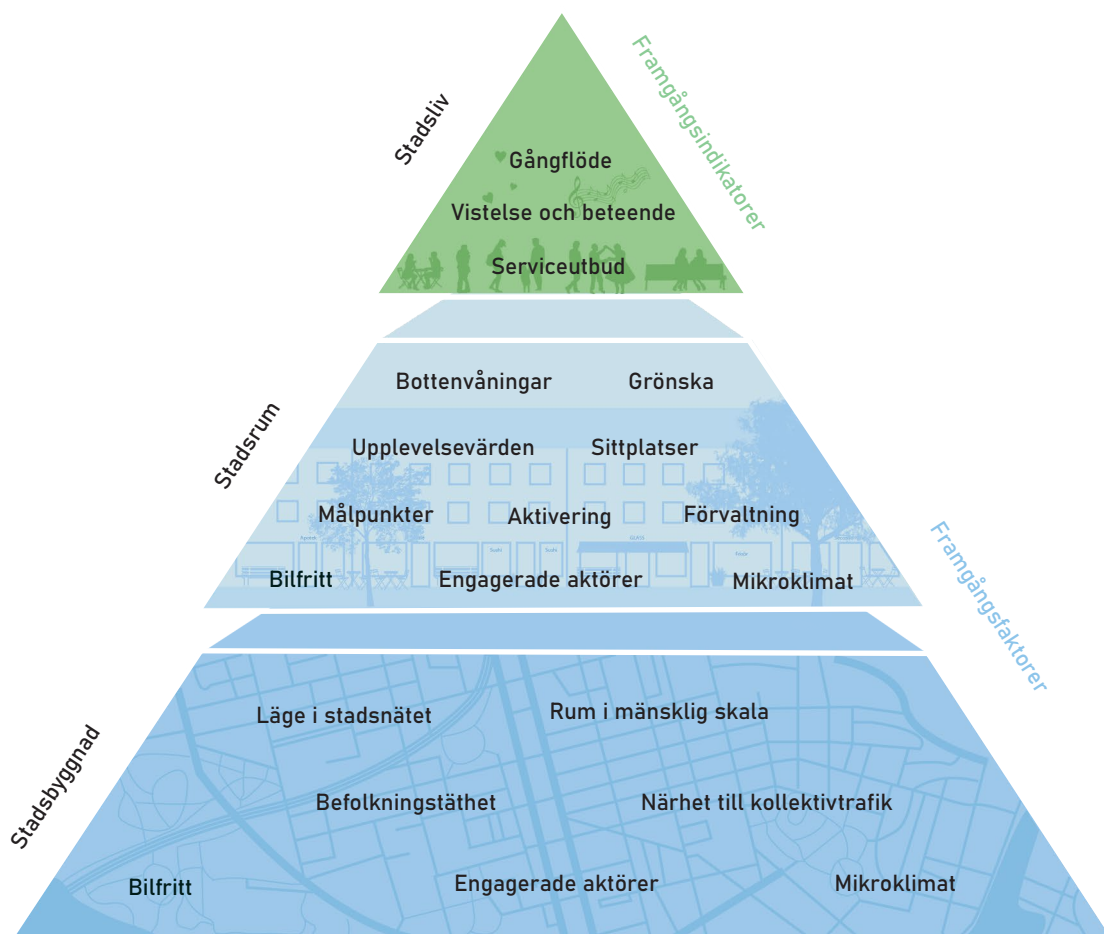 Stadsliv
Framgångsindikatorer
Gångflöde
Vistelse och beteende
Serviceutbud
Stadsrum
Bottenvåningar Grönska
Upplevelsevärden Sittplatser
Målpunkter Aktivering Förvaltning
Bilfritt Engagerade aktörer Mikroklimat
Framgångsfaktorer
Stadsbyggnad
Läge i stadsnätet Rum i mänsklig skala
Befolkningstäthet Närhet till kollektivtrafik
Bilfritt Engagerade aktörer Mikroklimat